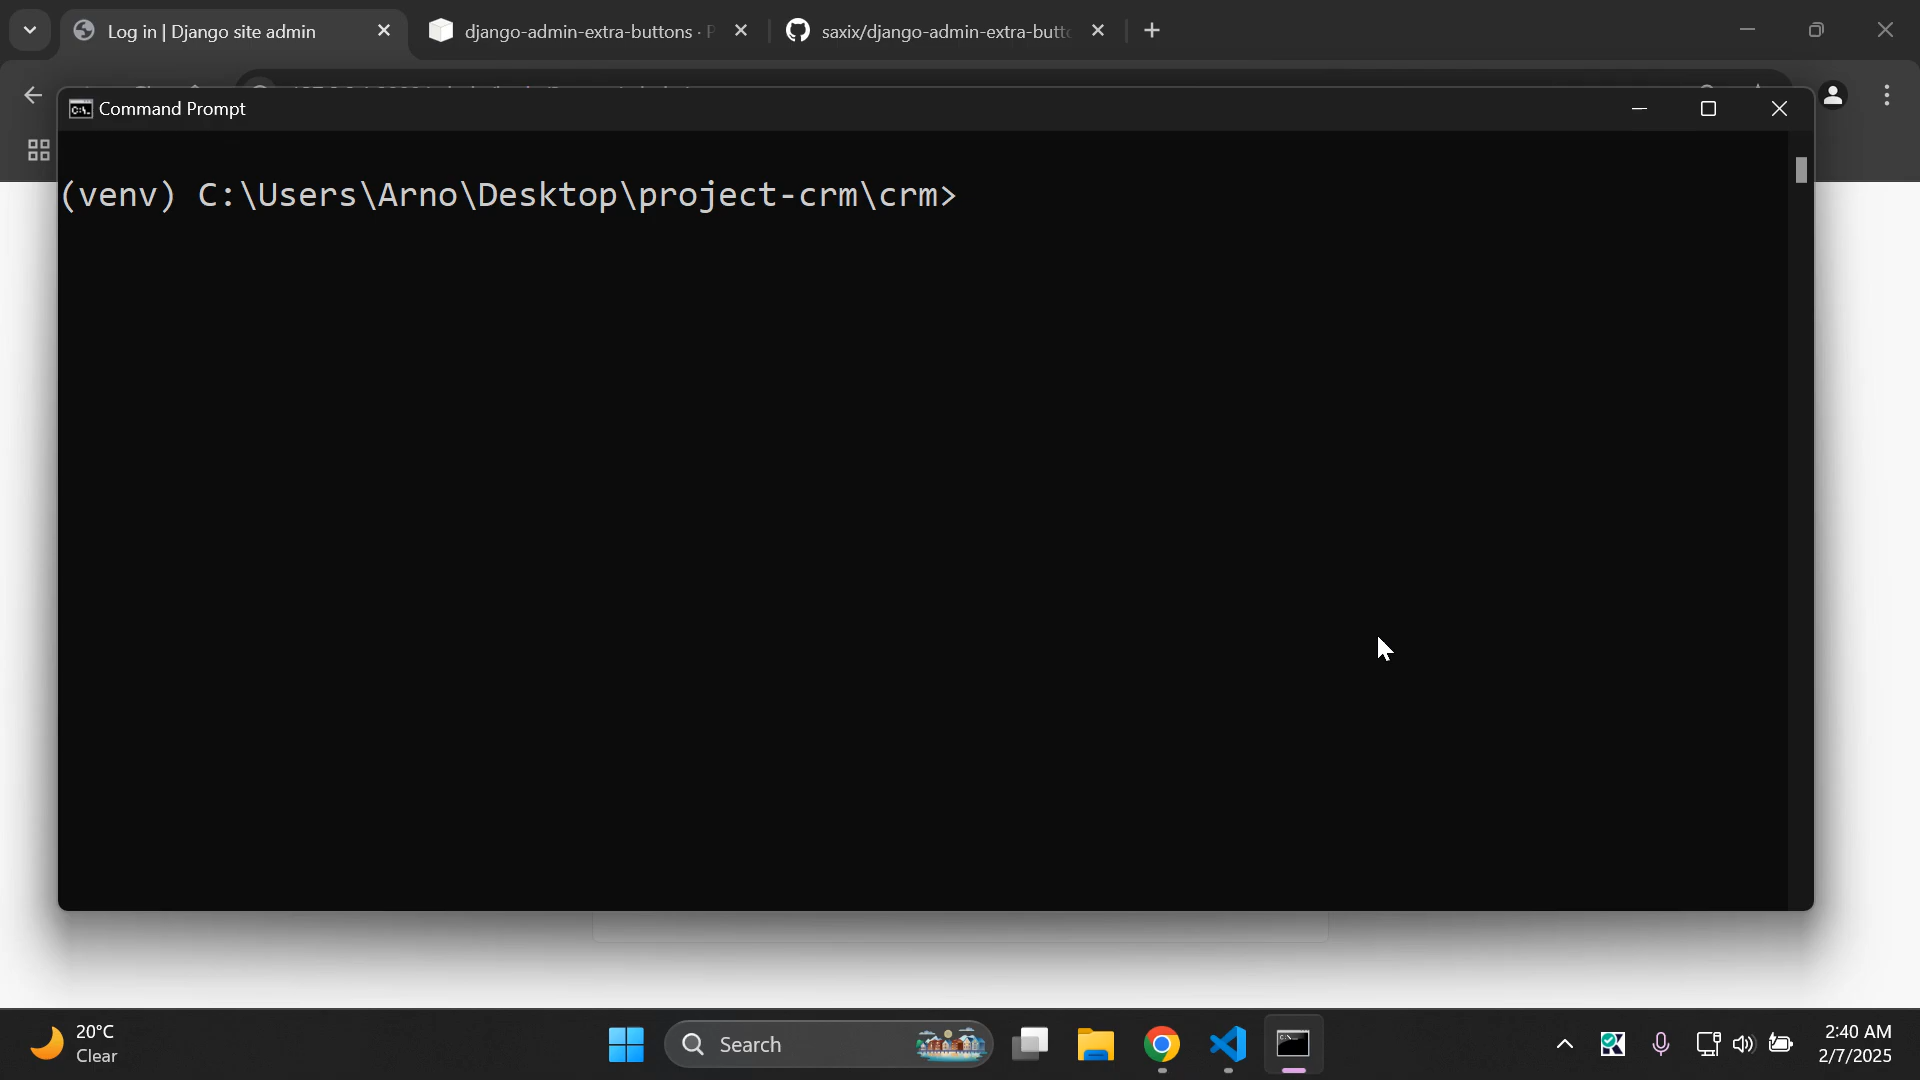 Log in | Django site admin
django-admin-extra-buttons ·
saxix/django-admin-extra-butt
Command Prompt
(venv) C:\Users\Arno\Desktop\project-crm\crm>
20°C
Clear
Search
2:40 AM
2/7/2025